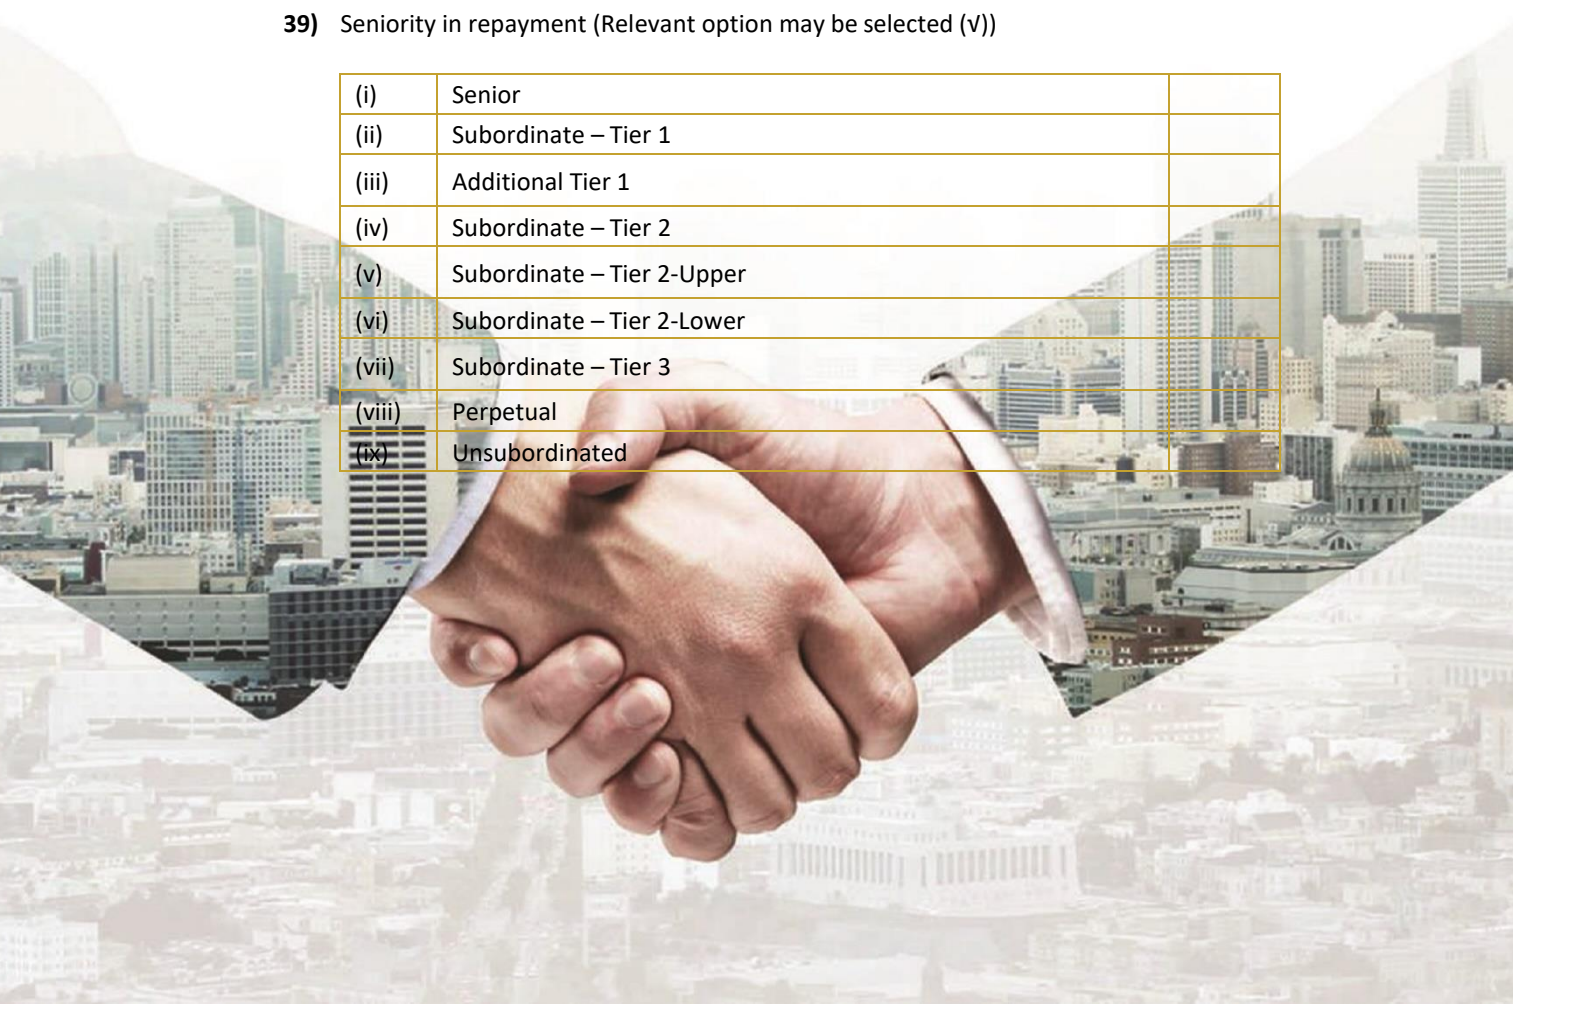 39) Seniority in repayment (Relevant option may be selected (√))
(i) Senior
(ii) Subordinate – Tier 1
(iii) Additional Tier 1
(iv) Subordinate – Tier 2
(v) Subordinate – Tier 2-Upper
(vi) Subordinate – Tier 2-Lower
(vii) Subordinate – Tier 3
(viii) Perpetual
(ix) Unsubordinated